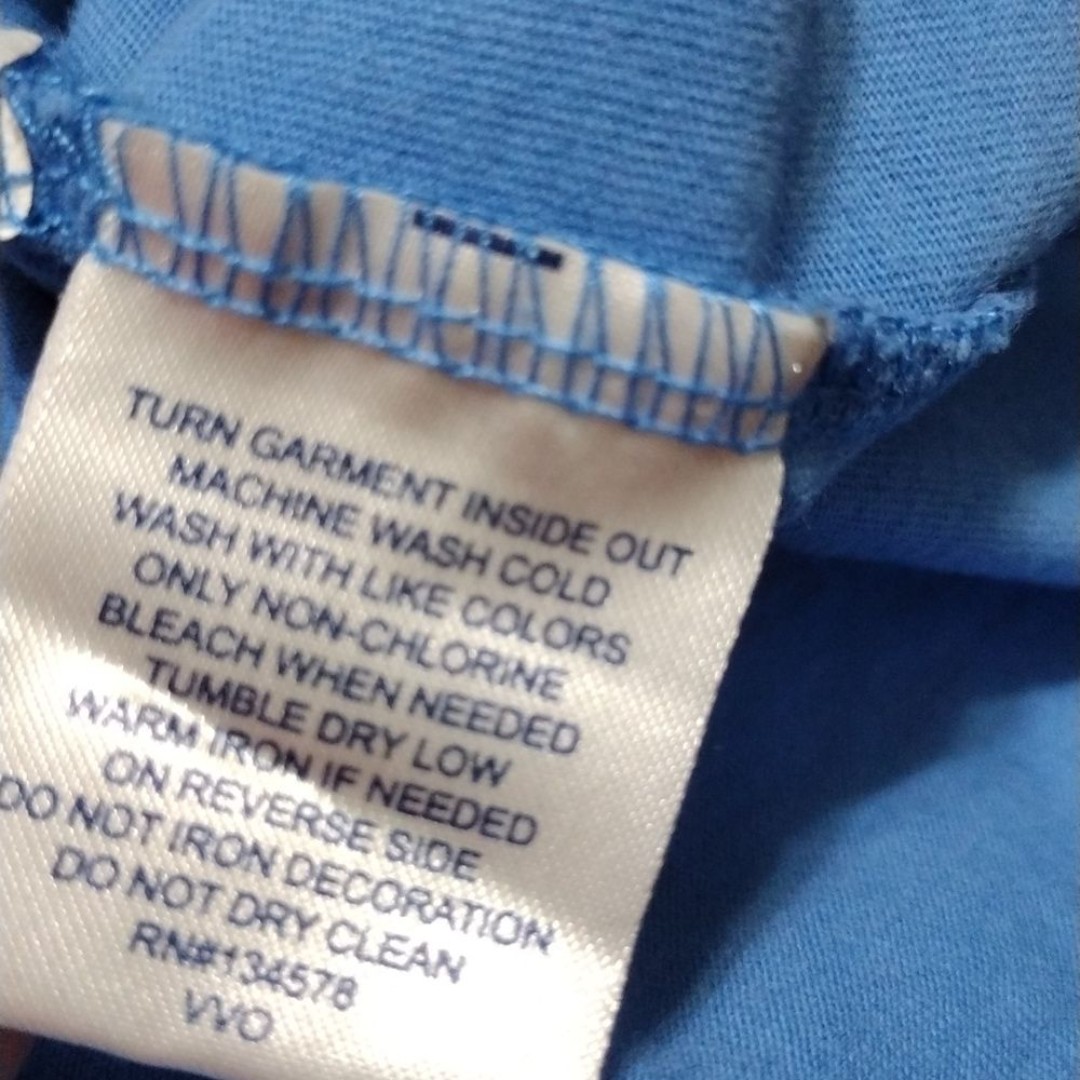 TURN GARMENT INSIDE OUT
MACHINE WASH COLD
WASH WITH LIKE COLORS
ONLY NON-CHLORINE
BLEACH WHEN NEEDED
TUMBLE DRY LOW
WARM IRON IF NEEDED
ON REVERSE SIDE
DO NOT IRON DECORATION
DO NOT DRY CLEAN
RN#134578
VVO